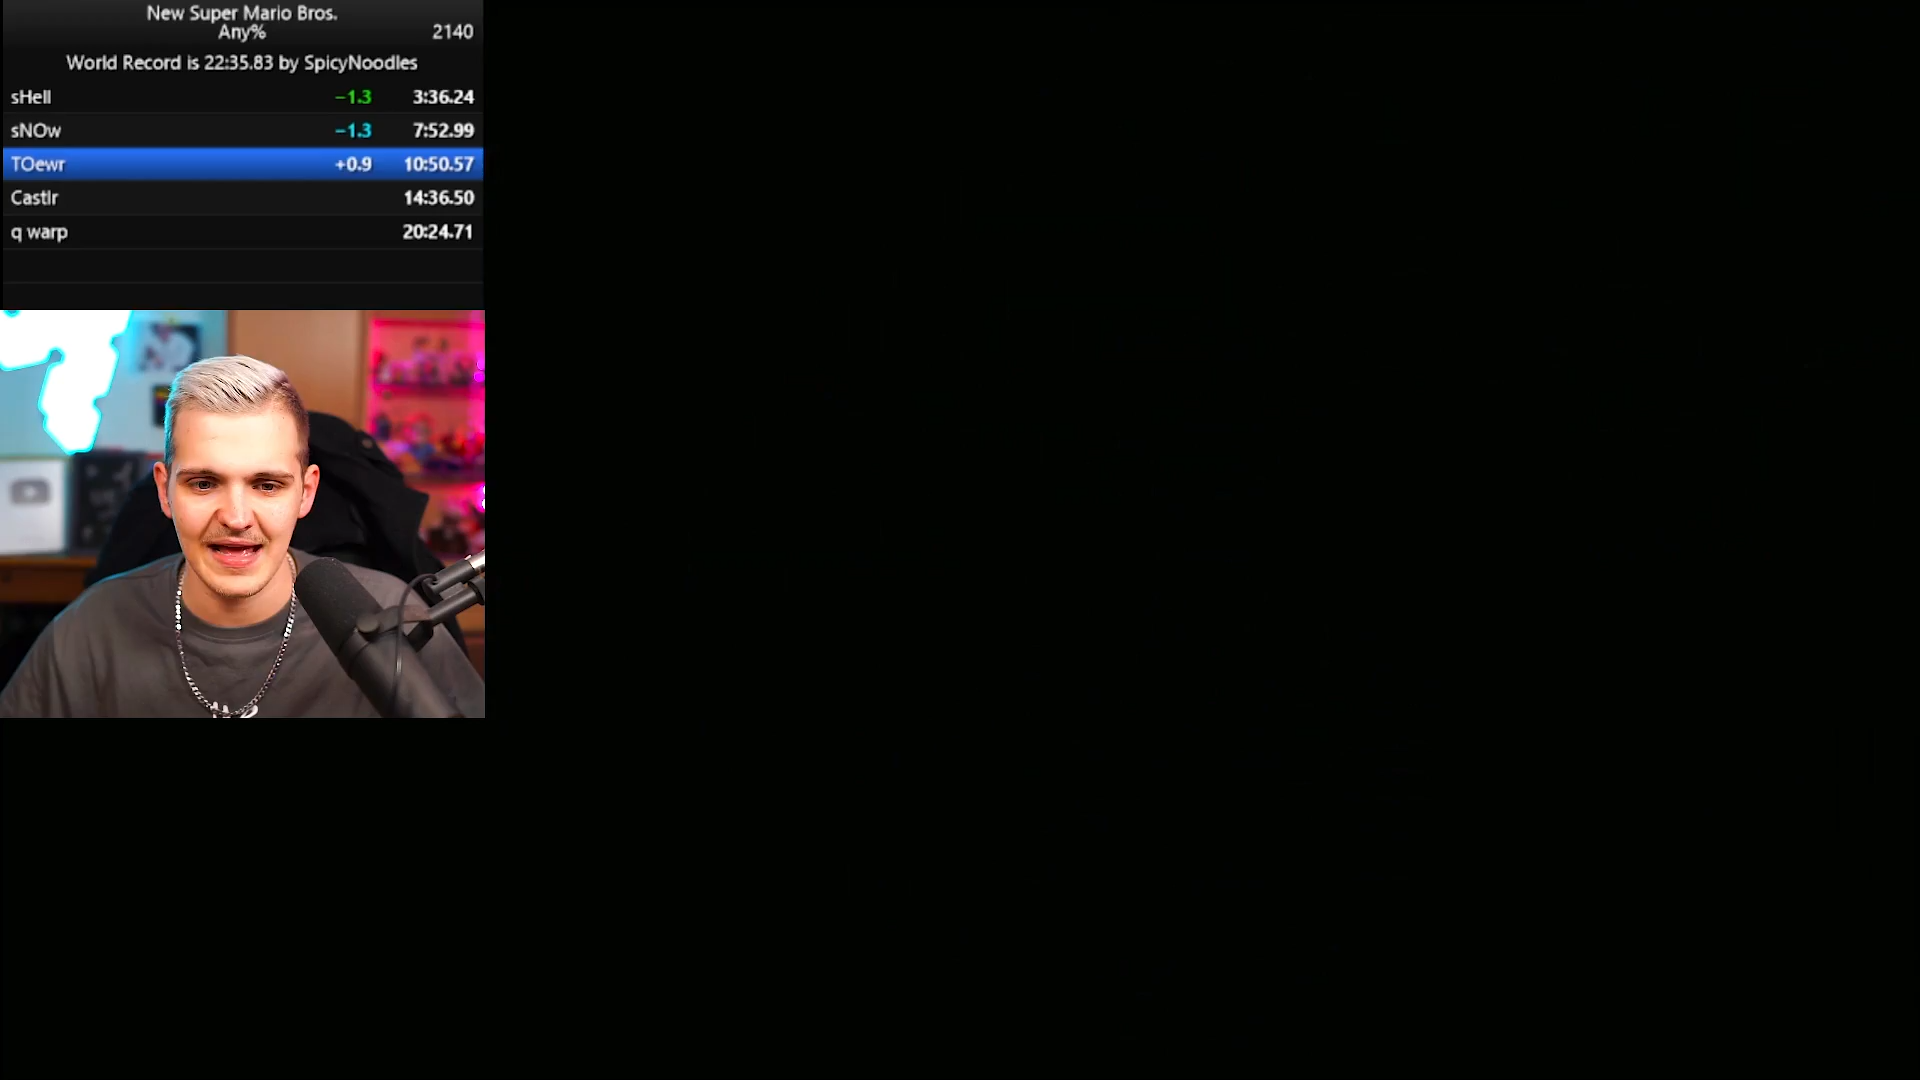 New Super Mario Bros.
Any% 2140
World Record is 22:35.83 by SpicyNoodles
sHell −1.3 3:36.24
sNOw −1.3 7:52.99
TOewr +0.9 10:50.57
Castlr 14:36.50
q warp 20:24.71